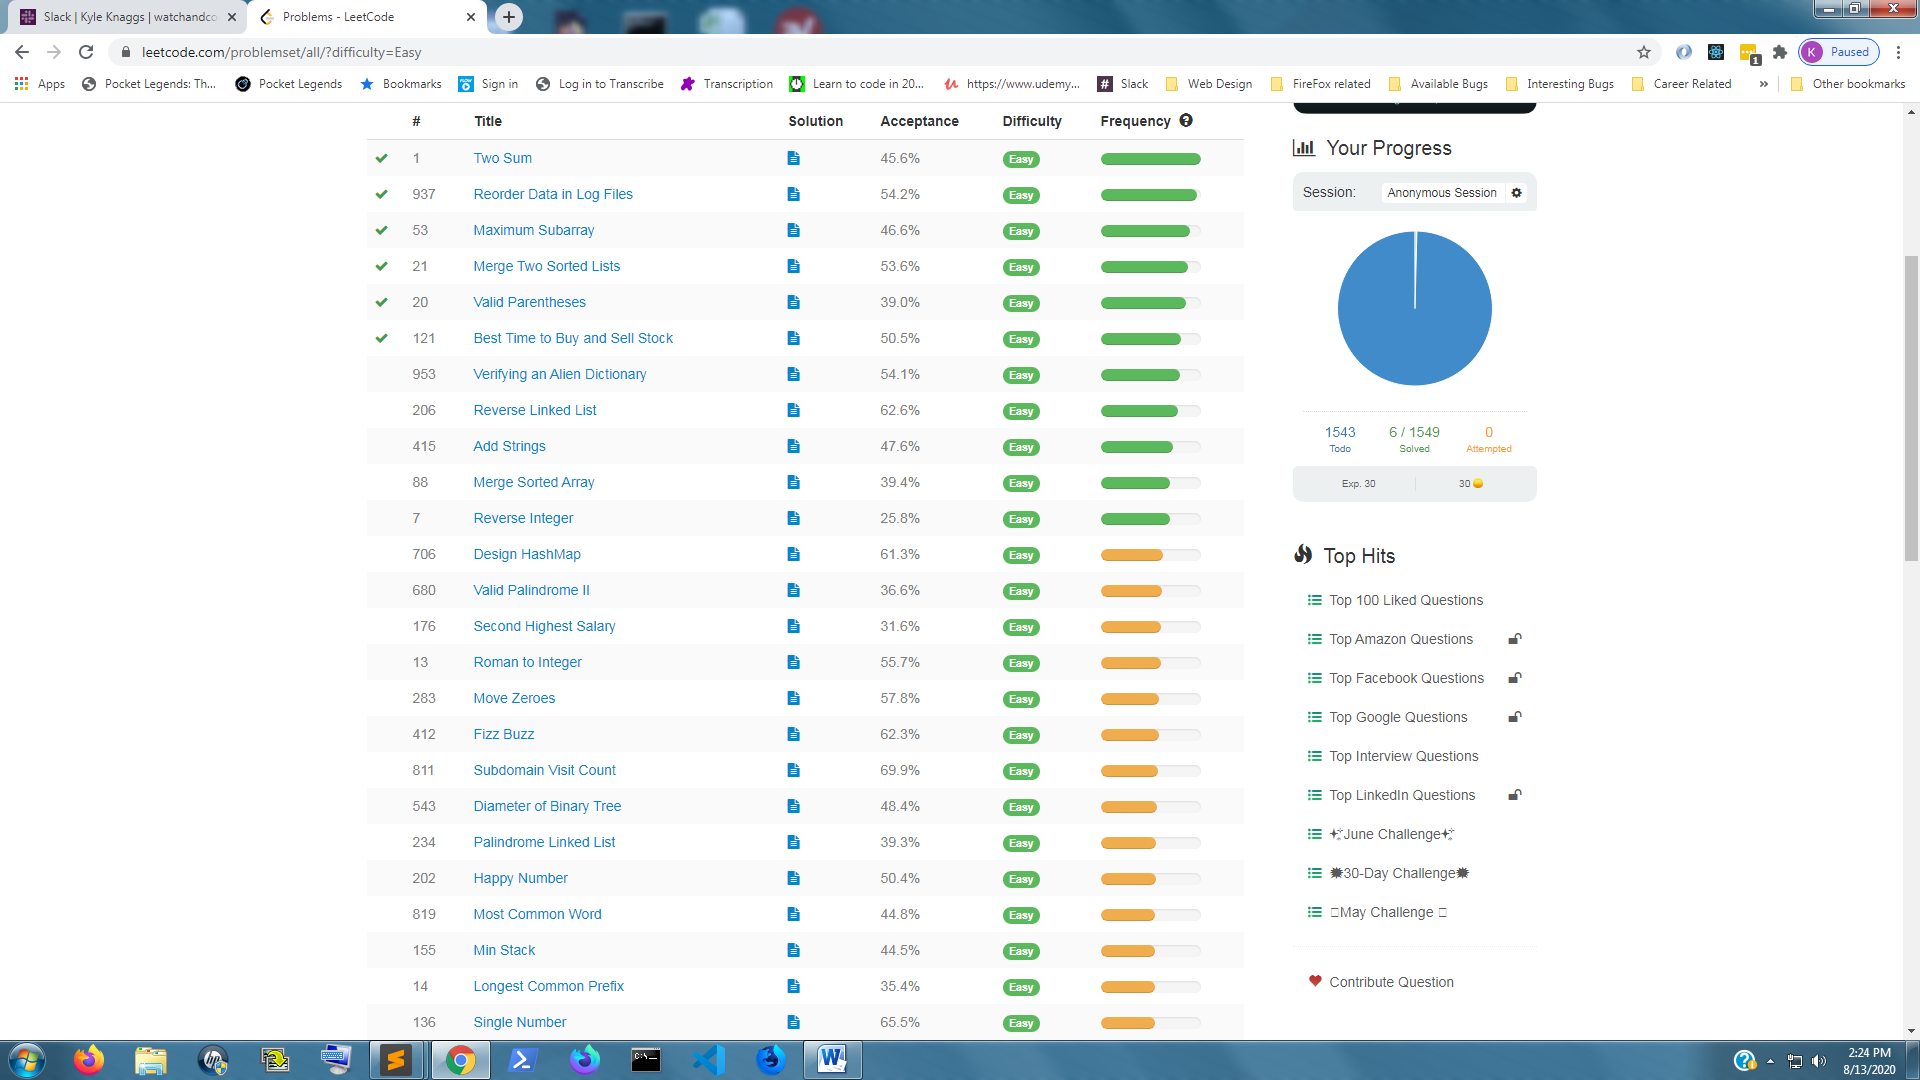 Slack | Kyle Knaggs | watchandco
Problems - LeetCode
leetcode.com/problemset/all/?difficulty=Easy
K Paused
Apps Pocket Legends: Th... Pocket Legends Bookmarks Sign in Log in to Transcribe Transcription Learn to code in 20... https://www.udemy... Slack Web Design FireFox related Available Bugs Interesting Bugs Career Related » Other bookmarks
# Title Solution Acceptance Difficulty Frequency
1 Two Sum 45.6% Easy
937 Reorder Data in Log Files 54.2% Easy
53 Maximum Subarray 46.6% Easy
21 Merge Two Sorted Lists 53.6% Easy
20 Valid Parentheses 39.0% Easy
121 Best Time to Buy and Sell Stock 50.5% Easy
953 Verifying an Alien Dictionary 54.1% Easy
206 Reverse Linked List 62.6% Easy
415 Add Strings 47.6% Easy
88 Merge Sorted Array 39.4% Easy
7 Reverse Integer 25.8% Easy
706 Design HashMap 61.3% Easy
680 Valid Palindrome II 36.6% Easy
176 Second Highest Salary 31.6% Easy
13 Roman to Integer 55.7% Easy
283 Move Zeroes 57.8% Easy
412 Fizz Buzz 62.3% Easy
811 Subdomain Visit Count 69.9% Easy
543 Diameter of Binary Tree 48.4% Easy
234 Palindrome Linked List 39.3% Easy
202 Happy Number 50.4% Easy
819 Most Common Word 44.8% Easy
155 Min Stack 44.5% Easy
14 Longest Common Prefix 35.4% Easy
136 Single Number 65.5% Easy
Your Progress
Session: Anonymous Session
1543 6 / 1549 0
Todo Solved Attempted
Exp. 30 30
Top Hits
Top 100 Liked Questions
Top Amazon Questions
Top Facebook Questions
Top Google Questions
Top Interview Questions
Top LinkedIn Questions
June Challenge
30-Day Challenge
May Challenge
Contribute Question
2:24 PM
8/13/2020